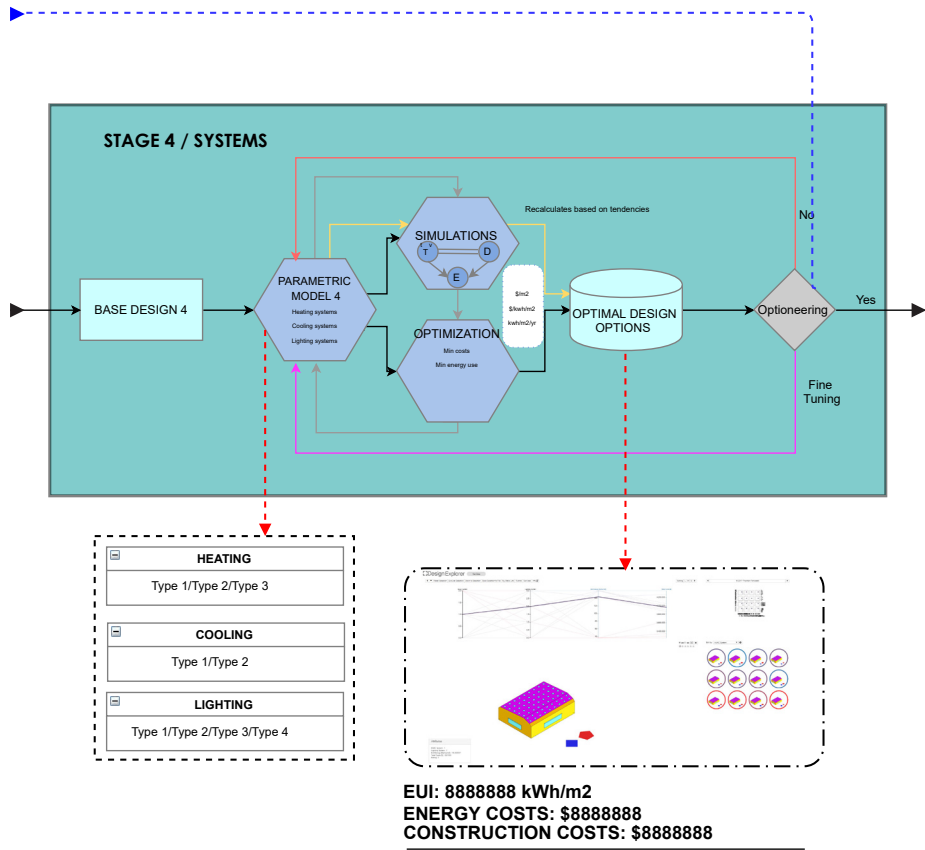 STAGE 4 / SYSTEMS
Recalculates based on tendencies
No
SIMULATIONS
T
D
E
PARAMETRIC
MODEL 4
Heating systems
Cooling systems
Lighting systems
BASE DESIGN 4
$/m2
$/kwh/m2
kwh/m2/yr
OPTIMIZATION
Min costs
Min energy use
OPTIMAL DESIGN
OPTIONS
Optioneering
Yes
Fine
Tuning
HEATING
Type 1/Type 2/Type 3
COOLING
Type 1/Type 2
LIGHTING
Type 1/Type 2/Type 3/Type 4
DesignExplorer
EUI: 8888888 kWh/m2
ENERGY COSTS: $8888888
CONSTRUCTION COSTS: $8888888